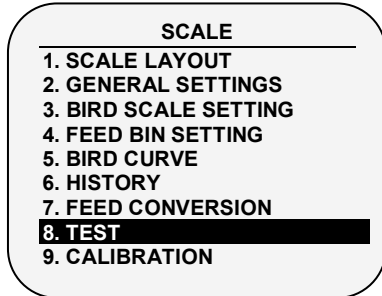 SCALE
1. SCALE LAYOUT
2. GENERAL SETTINGS
3. BIRD SCALE SETTING
4. FEED BIN SETTING
5. BIRD CURVE
6. HISTORY
7. FEED CONVERSION
8. TEST
9. CALIBRATION